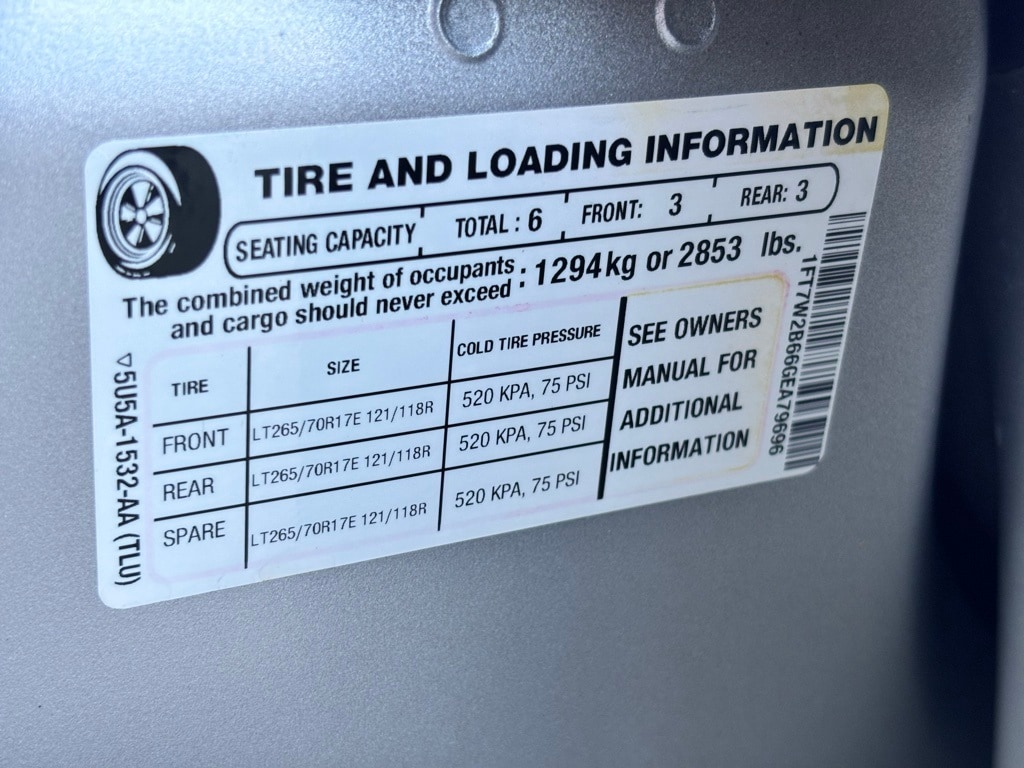 TIRE AND LOADING INFORMATION
SEATING CAPACITY TOTAL : 6 FRONT: 3 REAR: 3
The combined weight of occupants
and cargo should never exceed : 1294kg or 2853 lbs.
TIRE SIZE COLD TIRE PRESSURE
FRONT LT265/70R17E 121/118R 520 KPA, 75 PSI
REAR LT265/70R17E 121/118R 520 KPA, 75 PSI
SPARE LT265/70R17E 121/118R 520 KPA, 75 PSI
SEE OWNERS
MANUAL FOR
ADDITIONAL
INFORMATION
5U5A-1532-AA (TLU)
1FT7W2B66GEA79696